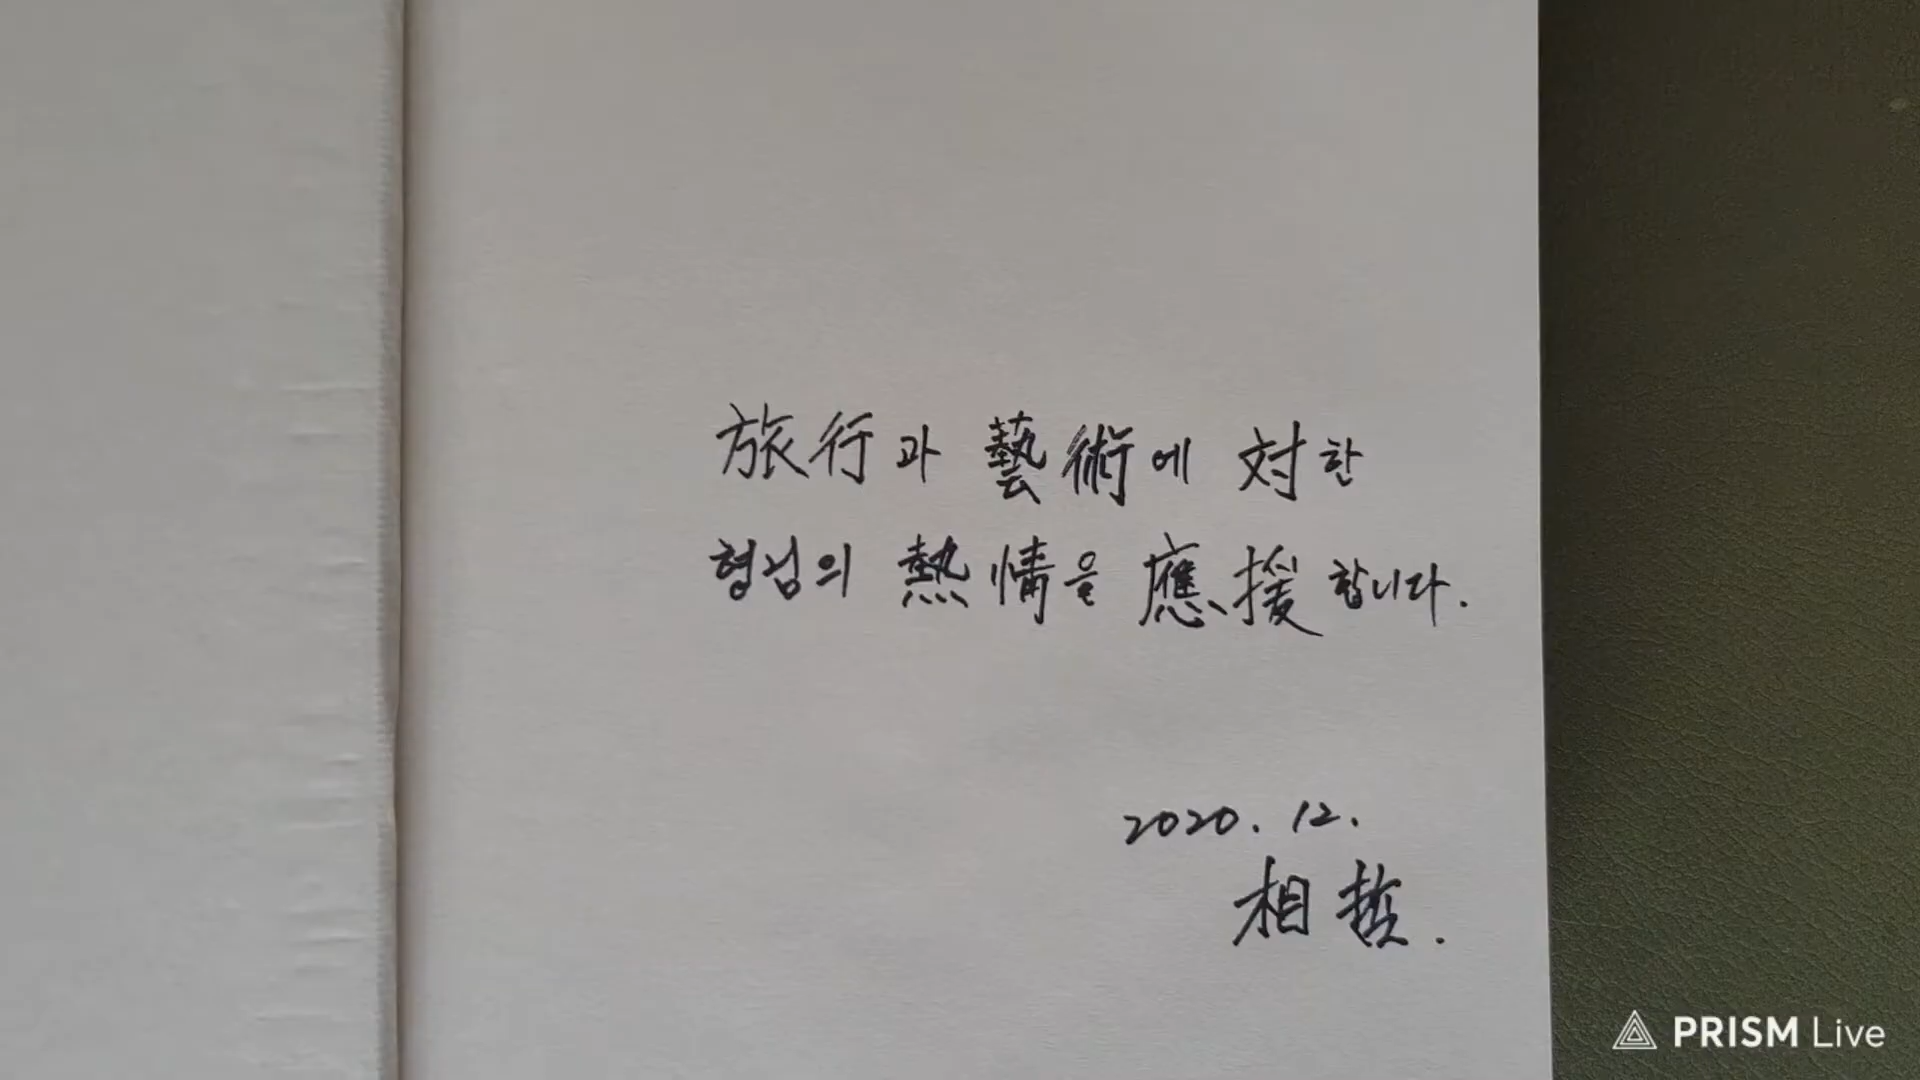 旅行과 藝術에 対한
형님의 熱情을 應援합니다.
2020. 12.
相哲.
PRISM Live